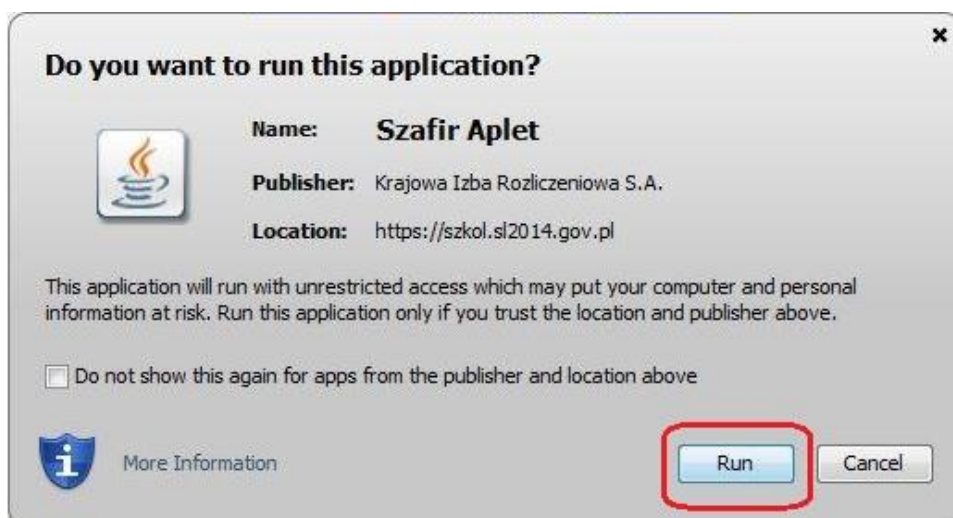 Do you want to run this application?
Name: Szafir Aplet
Publisher: Krajowa Izba Rozliczeniowa S.A.
Location: https://szkol.sl2014.gov.pl
This application will run with unrestricted access which may put your computer and personal
information at risk. Run this application only if you trust the location and publisher above.
Do not show this again for apps from the publisher and location above
More Information
Run
Cancel